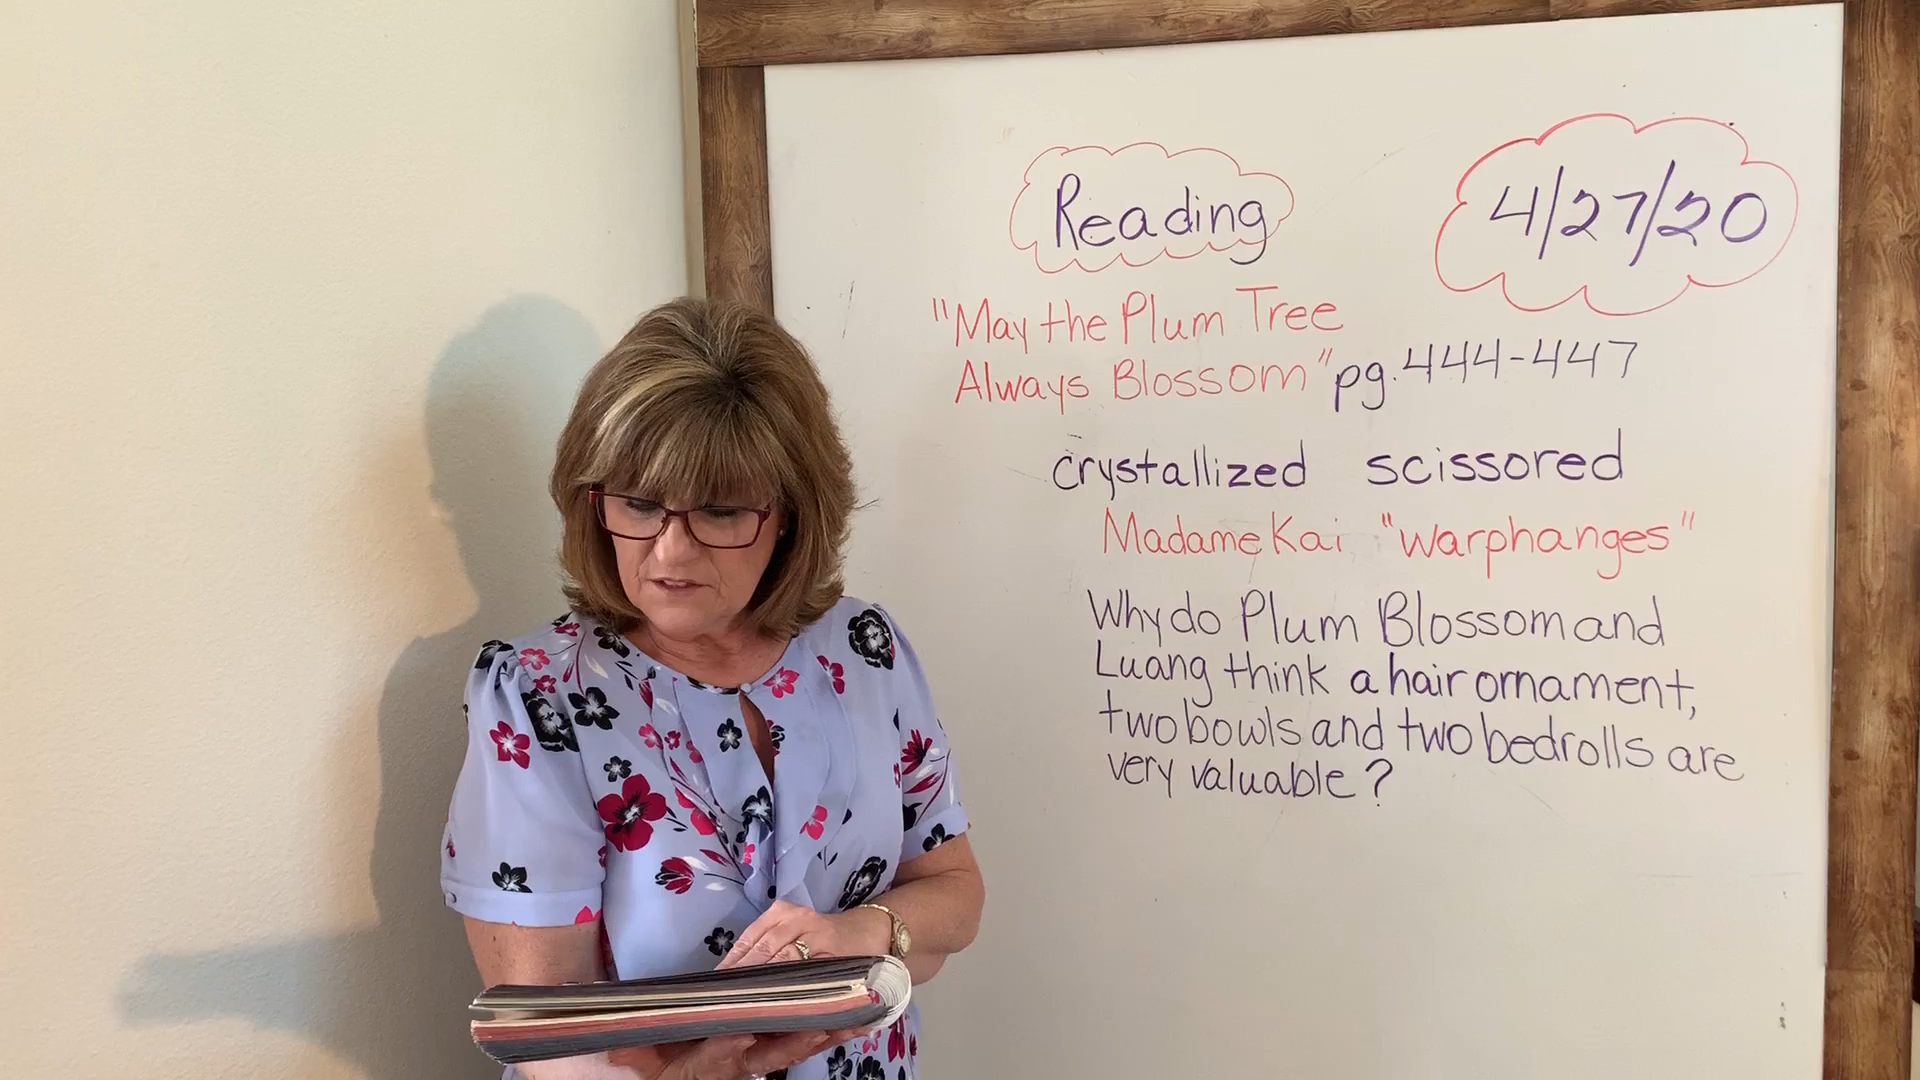 Reading
4/27/20
"May the Plum Tree
Always Blossom" pg. 444-447
crystallized scissored
Madame Kai "warphanges"
Why do Plum Blossom and
Luang think a hair ornament,
two bowls and two bedrolls are
very valuable?